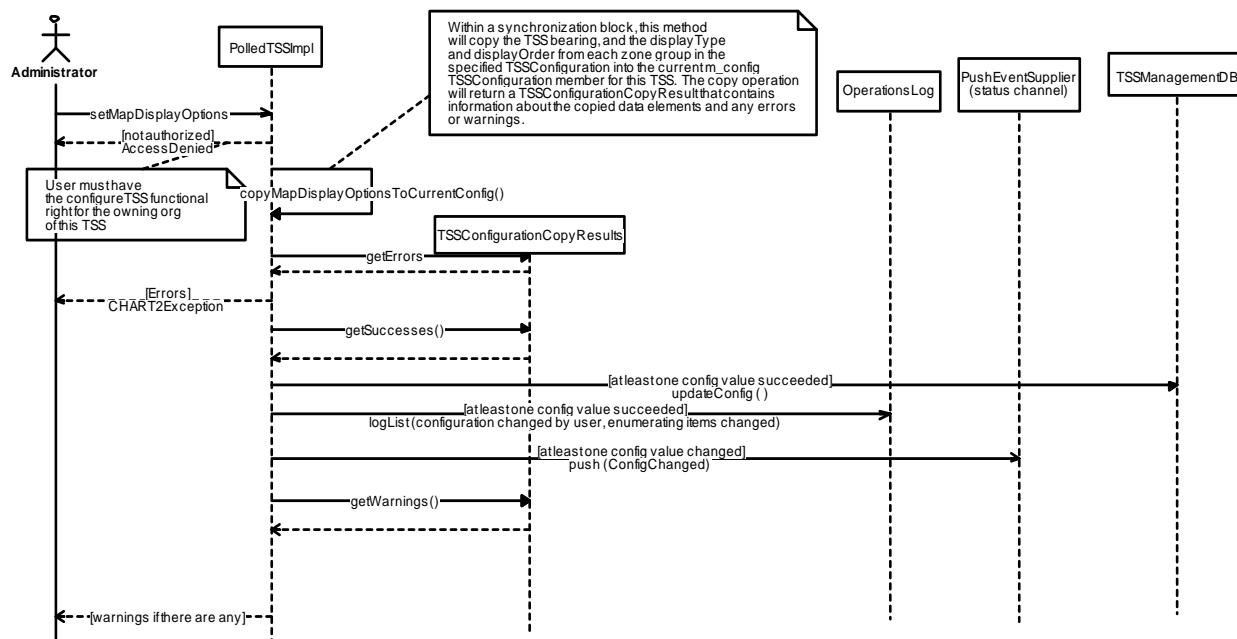 Administrator
PolledTSSImpl
Within a synchronization block, this method
will copy the TSS bearing, and the displayType
and displayOrder from each zone group in the
specified TSSConfiguration into the current m_config
TSSConfiguration member for this TSS. The copy operation
will return a TSSConfigurationCopyResult that contains
information about the copied data elements and any errors
or warnings.
OperationsLog
PushEventSupplier
(status channel)
TSSManagementDB
setMapDisplayOptions
[not authorized]
AccessDenied
User must have
the configureTSS functional
right for the owning org
of this TSS
copyMapDisplayOptionsToCurrentConfig()
TSSConfigurationCopyResults
getErrors
[Errors]
CHART2Exception
getSuccesses()
[at least one config value succeeded]
updateConfig ( )
[at least one config value succeeded]
logList (configuration changed by user, enumerating items changed)
[at least one config value changed]
push (ConfigChanged)
getWarnings()
[warnings if there are any]